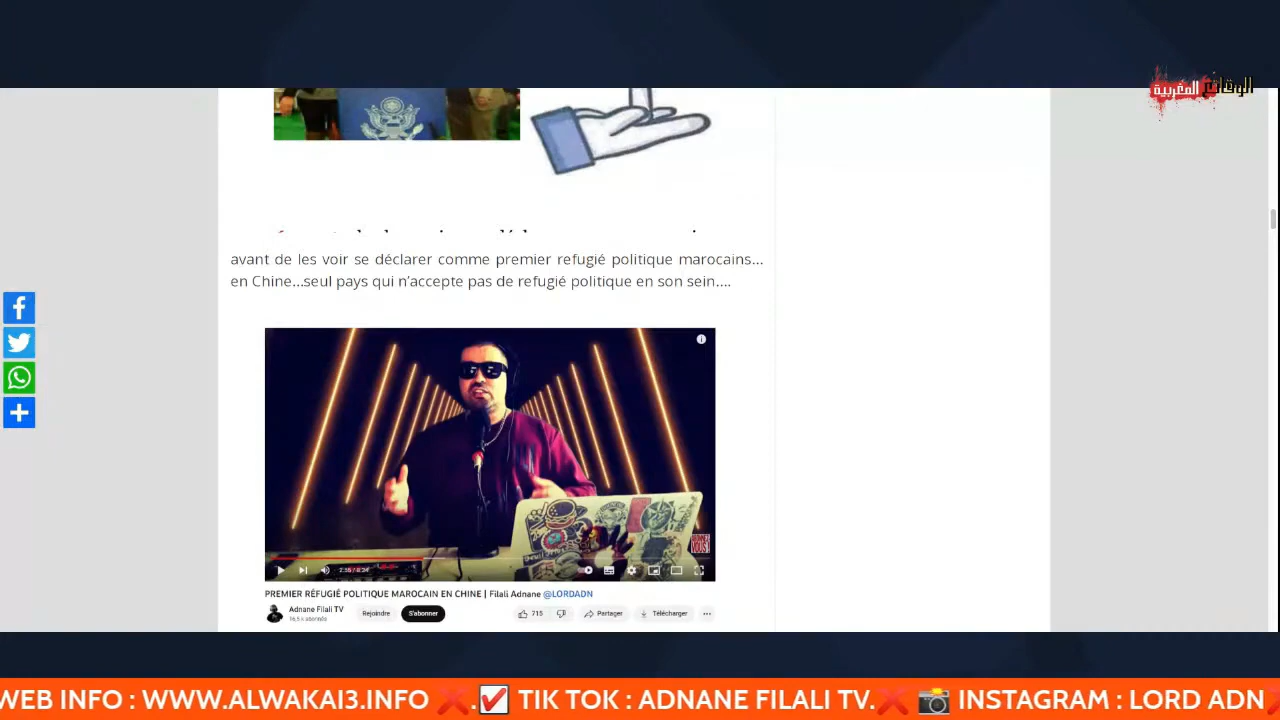 الوقائع المغربية
avant de les voir se déclarer comme premier refugié politique marocains...
en Chine...seul pays qui n’accepte pas de refugié politique en son sein....
PREMIER RÉFUGIÉ POLITIQUE MAROCAIN EN CHINE | Filali Adnane @LORDADN
Adnane Filali TV
Rejoindre
S'abonner
715
Partager
Télécharger
WEB INFO : WWW.ALWAKAI3.INFO ❌.☑ TIK TOK : ADNANE FILALI TV.❌ 📷 INSTAGRAM : LORD ADN